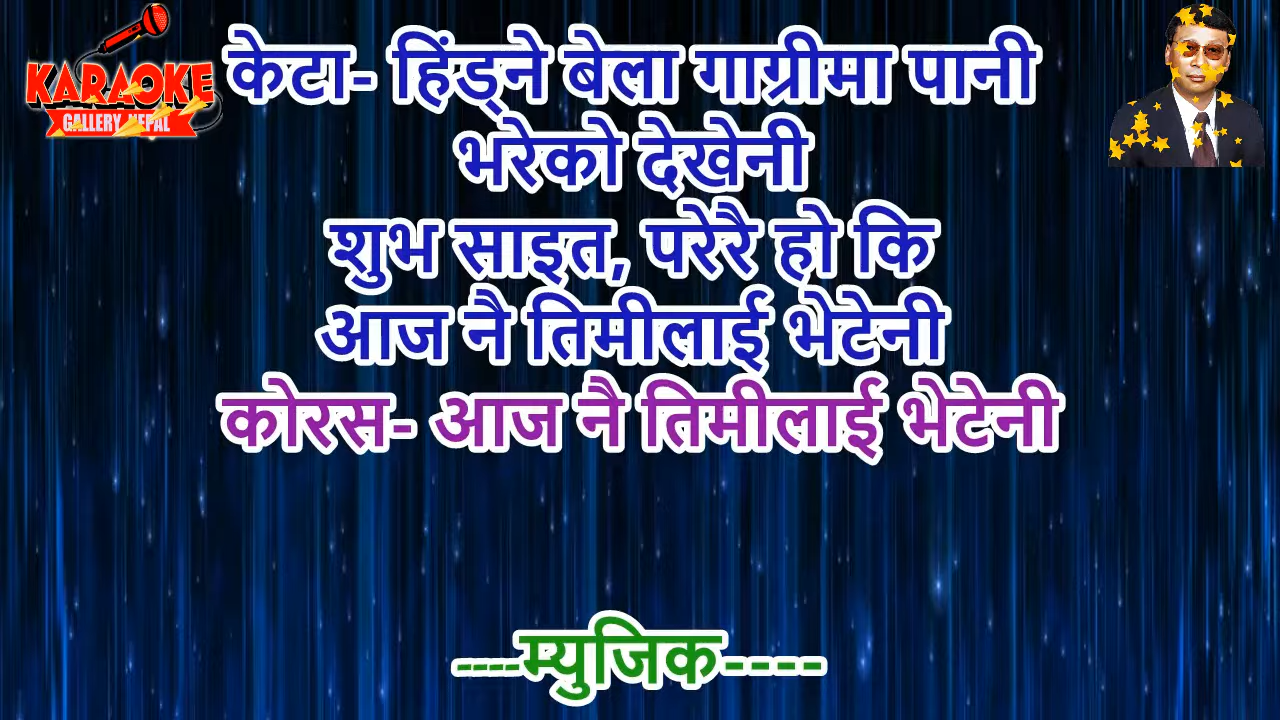 KARAOKE
GALLERY NEPAL
केटा- हिंड्ने बेला गाग्रीमा पानी
भरेको देखेनी
शुभ साइत, परेरै हो कि
आज नै तिमीलाई भेटेनी
कोरस- आज नै तिमीलाई भेटेनी
----म्युजिक----